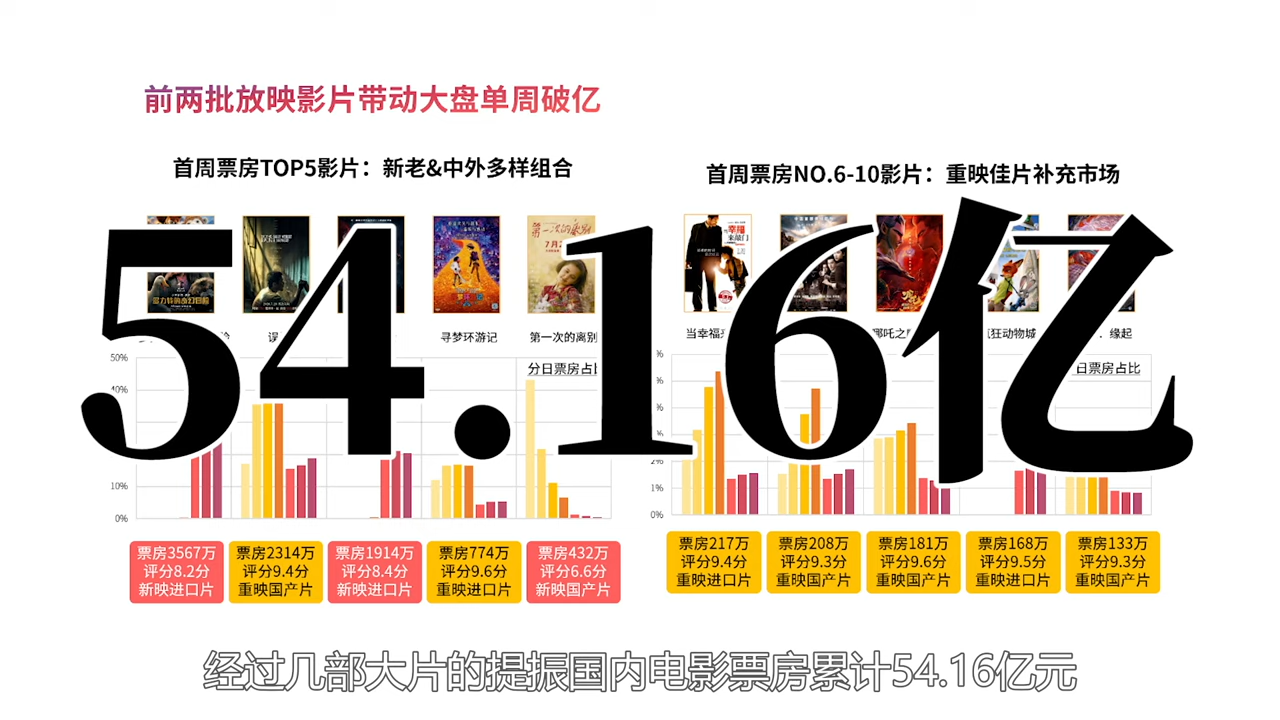 前两批放映影片带动大盘单周破亿
首周票房TOP5影片：新老&中外多样组合
首周票房NO.6-10影片：重映佳片补充市场
54.16亿
第一次的离别
幸福
来敲门
寻梦环游记
第一次的离别
当幸福
缘起
分日票房占比
日票房占比
50%
40%
10%
0%
1%
0%
票房3567万
评分8.2分
新映进口片
票房2314万
评分9.4分
重映国产片
票房1914万
评分8.4分
新映进口片
票房774万
评分9.6分
重映进口片
票房432万
评分6.6分
新映国产片
票房217万
评分9.4分
重映进口片
票房208万
评分9.3分
重映国产片
票房181万
评分9.6分
重映国产片
票房168万
评分9.5分
重映进口片
票房133万
评分9.3分
重映国产片
经过几部大片的提振国内电影票房累计54.16亿元